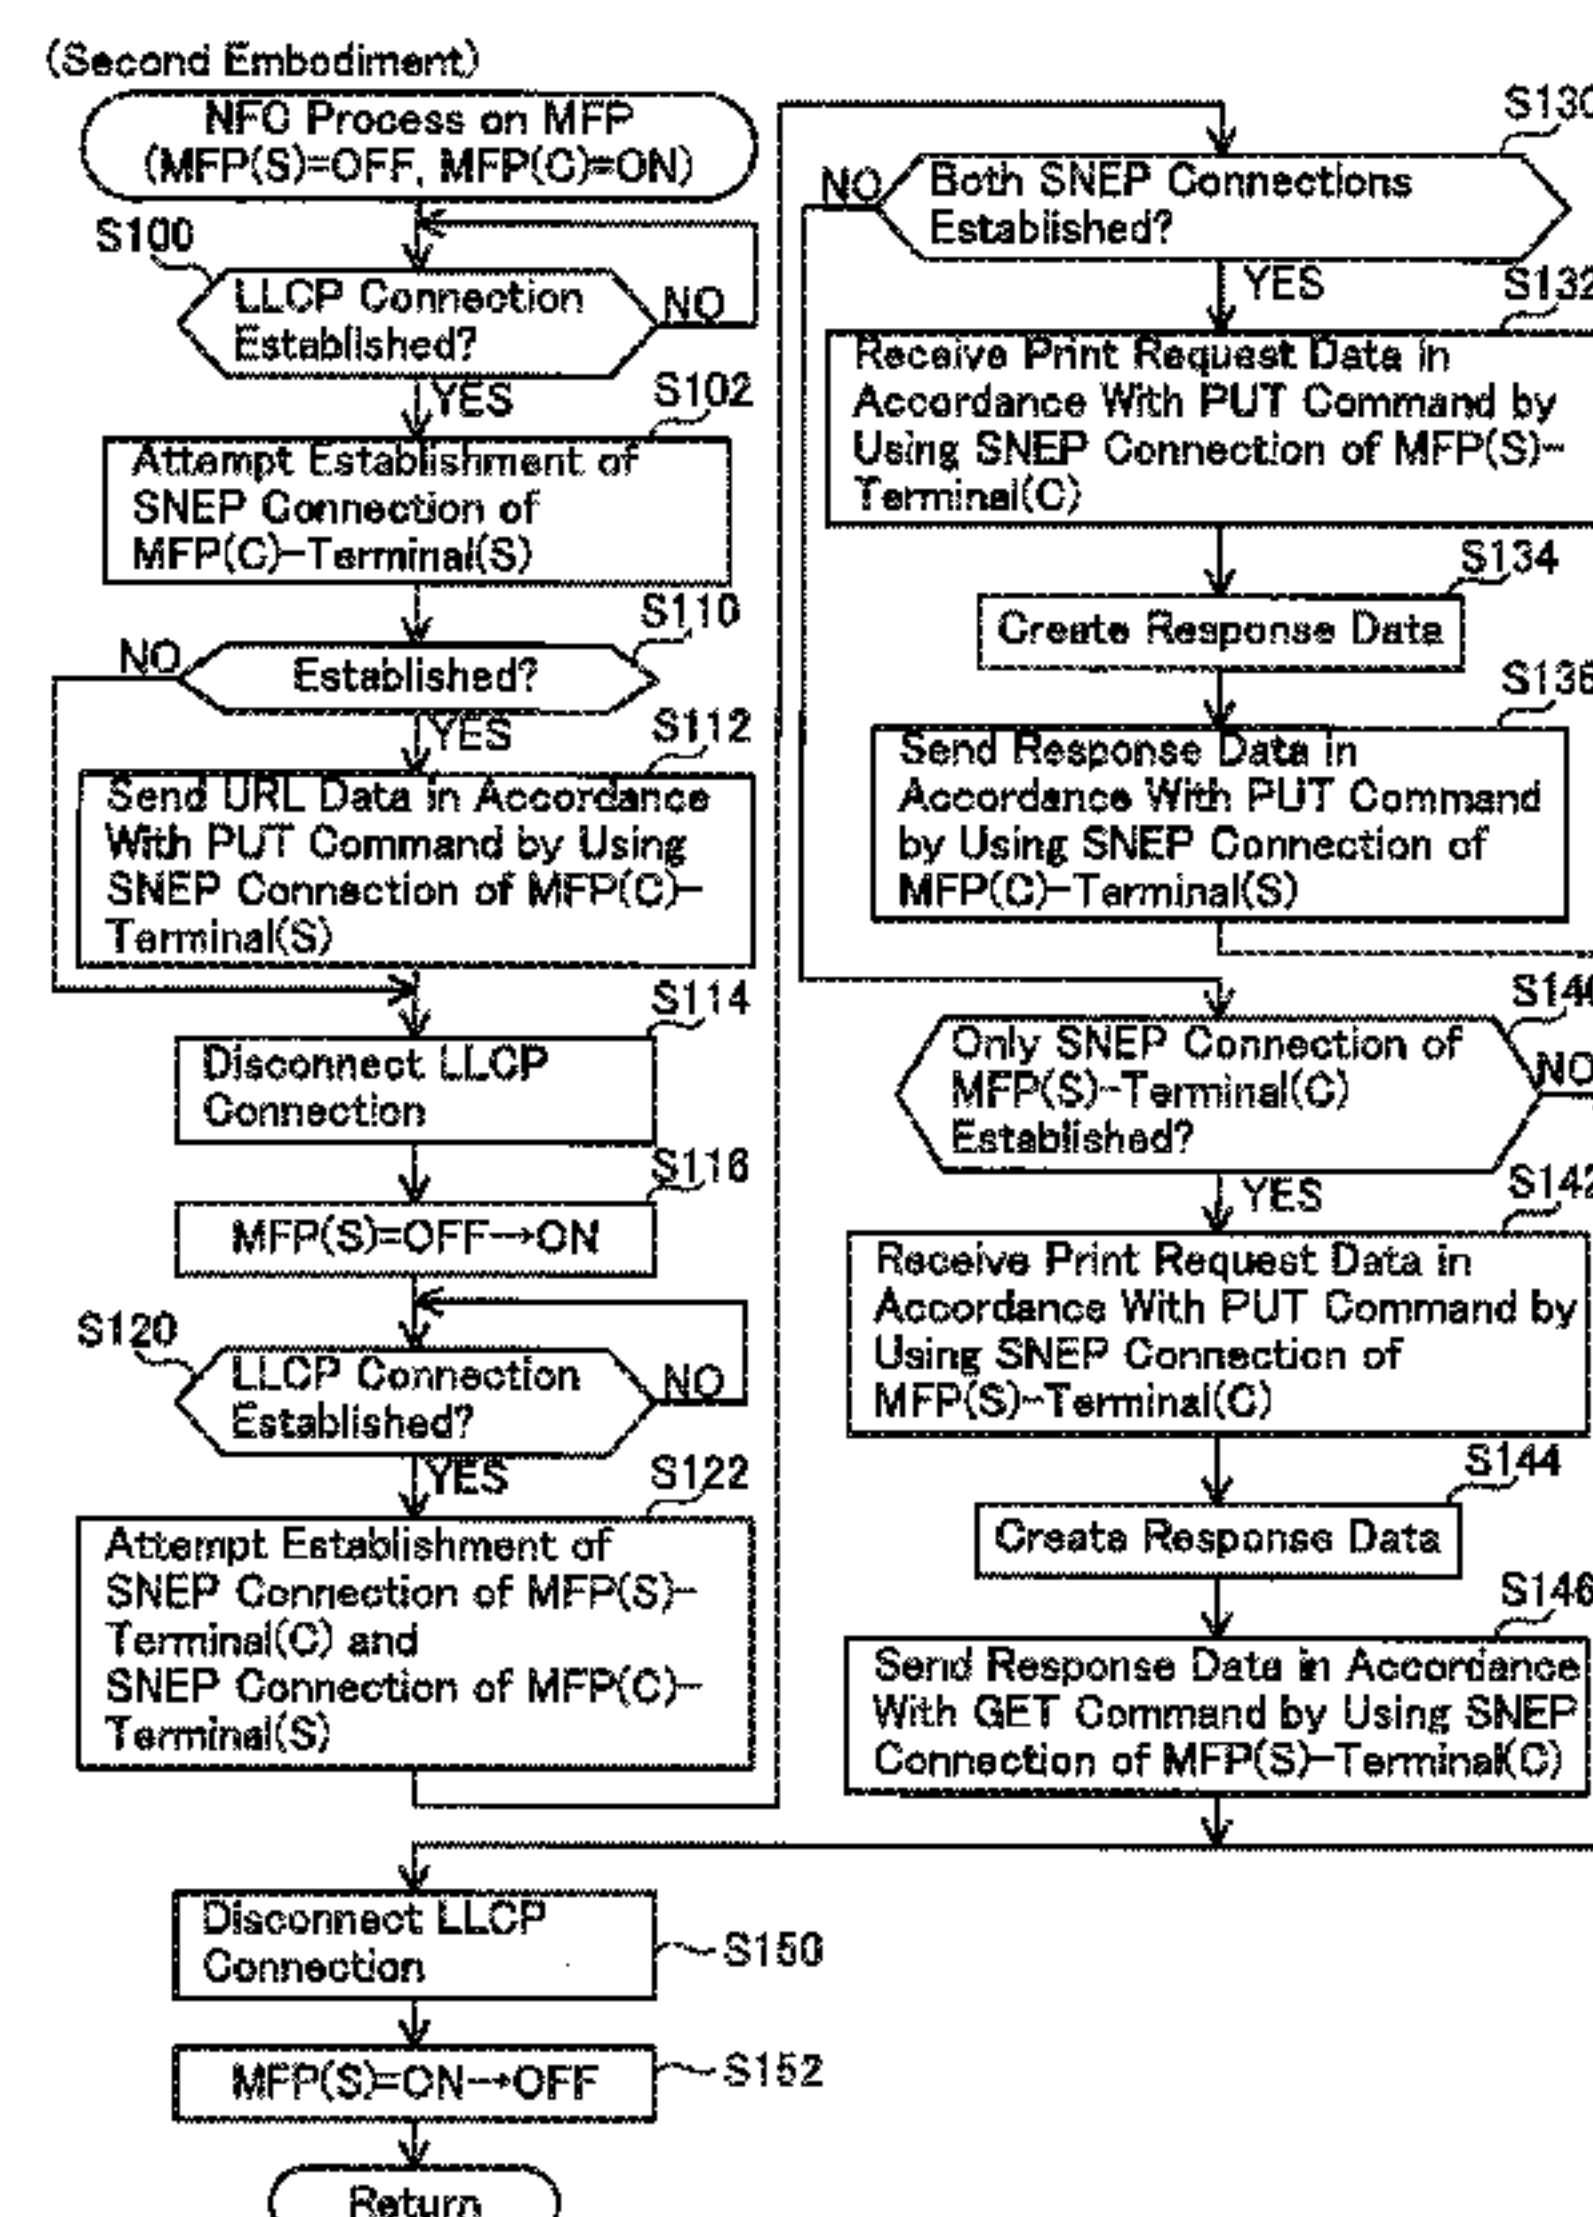 (Second Embodiment)
NFC Process on MFP
(MFP(S)=OFF, MFP(C)=ON)
S100
LLCP Connection
Established?
NO
YES
S102
Attempt Establishment of
SNEP Connection of
MFP(C)-Terminal(S)
S110
NO
Established?
YES
S112
Send URL Data in Accordance
With PUT Command by Using
SNEP Connection of MFP(C)-
Terminal(S)
S114
Disconnect LLCP
Connection
S116
MFP(S)=OFF→ON
S120
LLCP Connection
Established?
NO
YES
S122
Attempt Establishment of
SNEP Connection of MFP(S)-
Terminal(C) and
SNEP Connection of MFP(C)-
Terminal(S)
S130
NO
Both SNEP Connections
Established?
YES
S132
Receive Print Request Data in
Accordance With PUT Command by
Using SNEP Connection of MFP(S)-
Terminal(C)
S134
Create Response Data
S136
Send Response Data in
Accordance With PUT Command
by Using SNEP Connection of
MFP(C)-Terminal(S)
S140
Only SNEP Connection of
MFP(S)-Terminal(C)
Established?
NO
YES
S142
Receive Print Request Data in
Accordance With PUT Command by
Using SNEP Connection of
MFP(S)-Terminal(C)
S144
Create Response Data
S146
Send Response Data in Accordance
With GET Command by Using SNEP
Connection of MFP(S)-Terminal(C)
Disconnect LLCP
Connection
S150
MFP(S)=ON→OFF
S152
Return